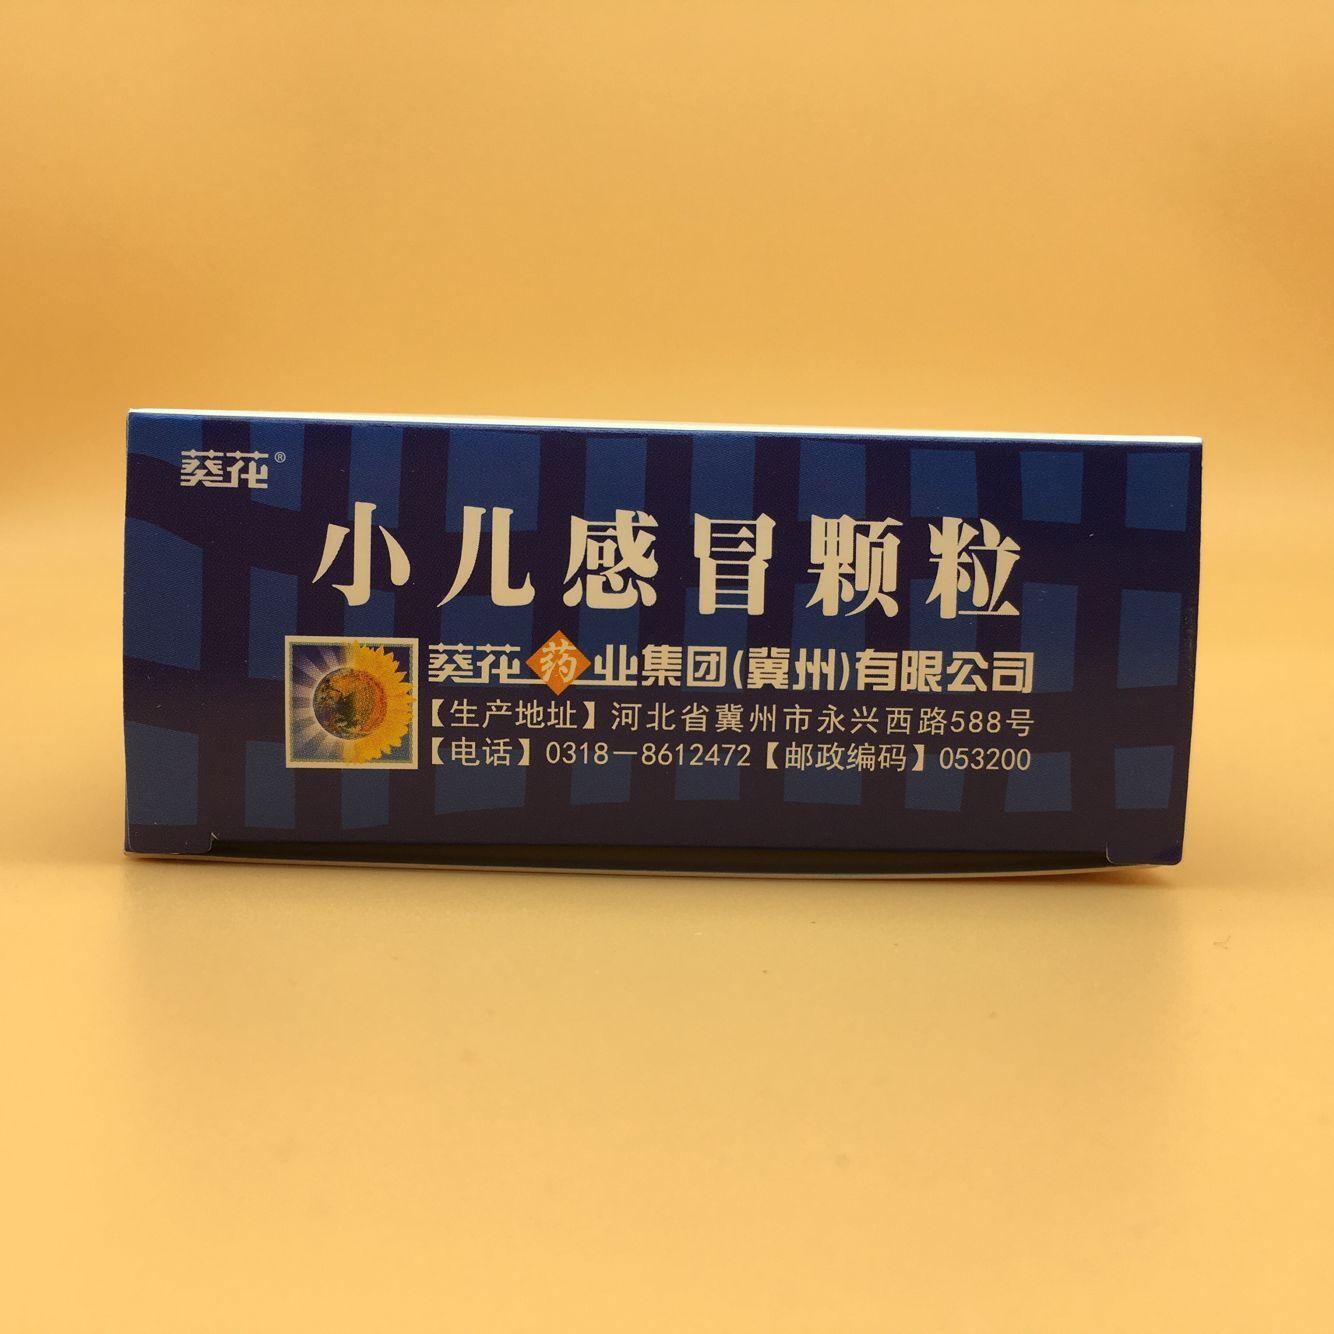 葵花®
小儿感冒颗粒
葵花药业集团(冀州)有限公司
【生产地址】河北省冀州市永兴西路588号
【电话】0318－8612472【邮政编码】053200